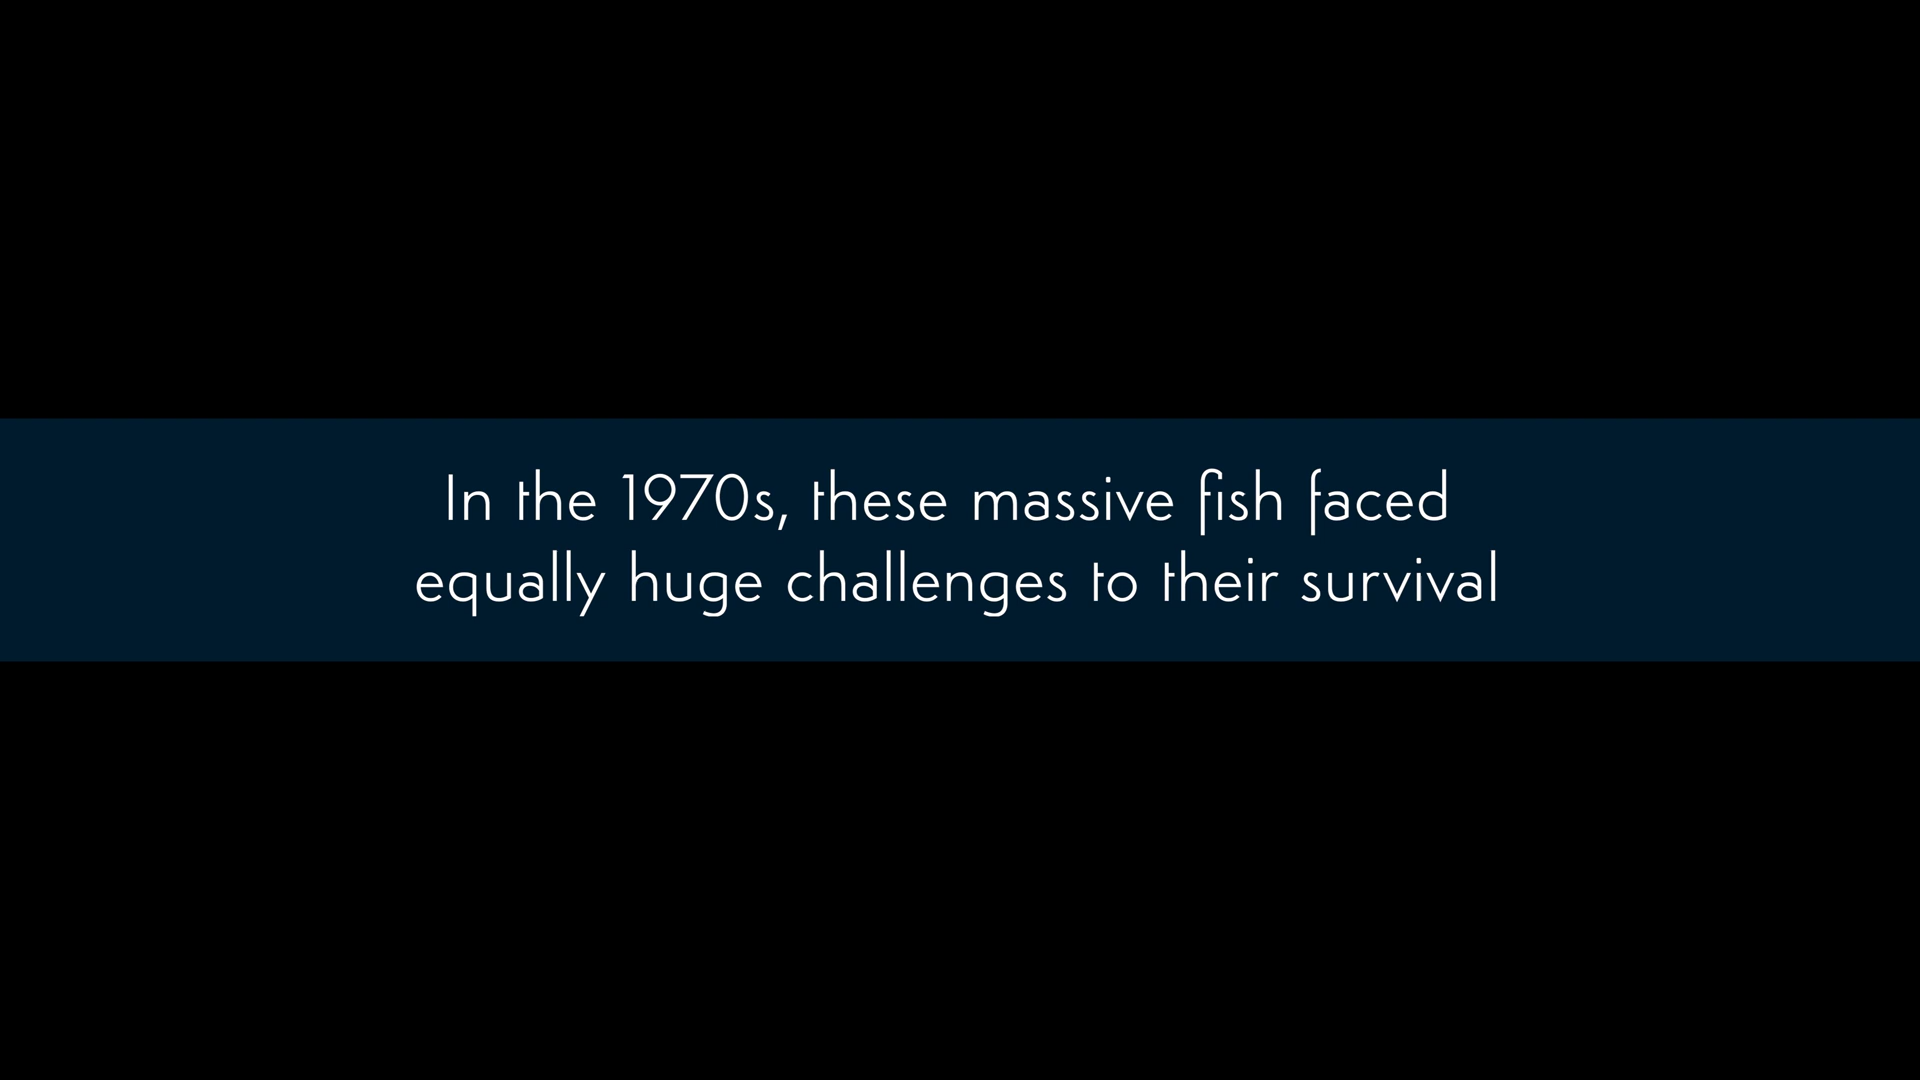 In the 1970s, these massive fish faced
equally huge challenges to their survival